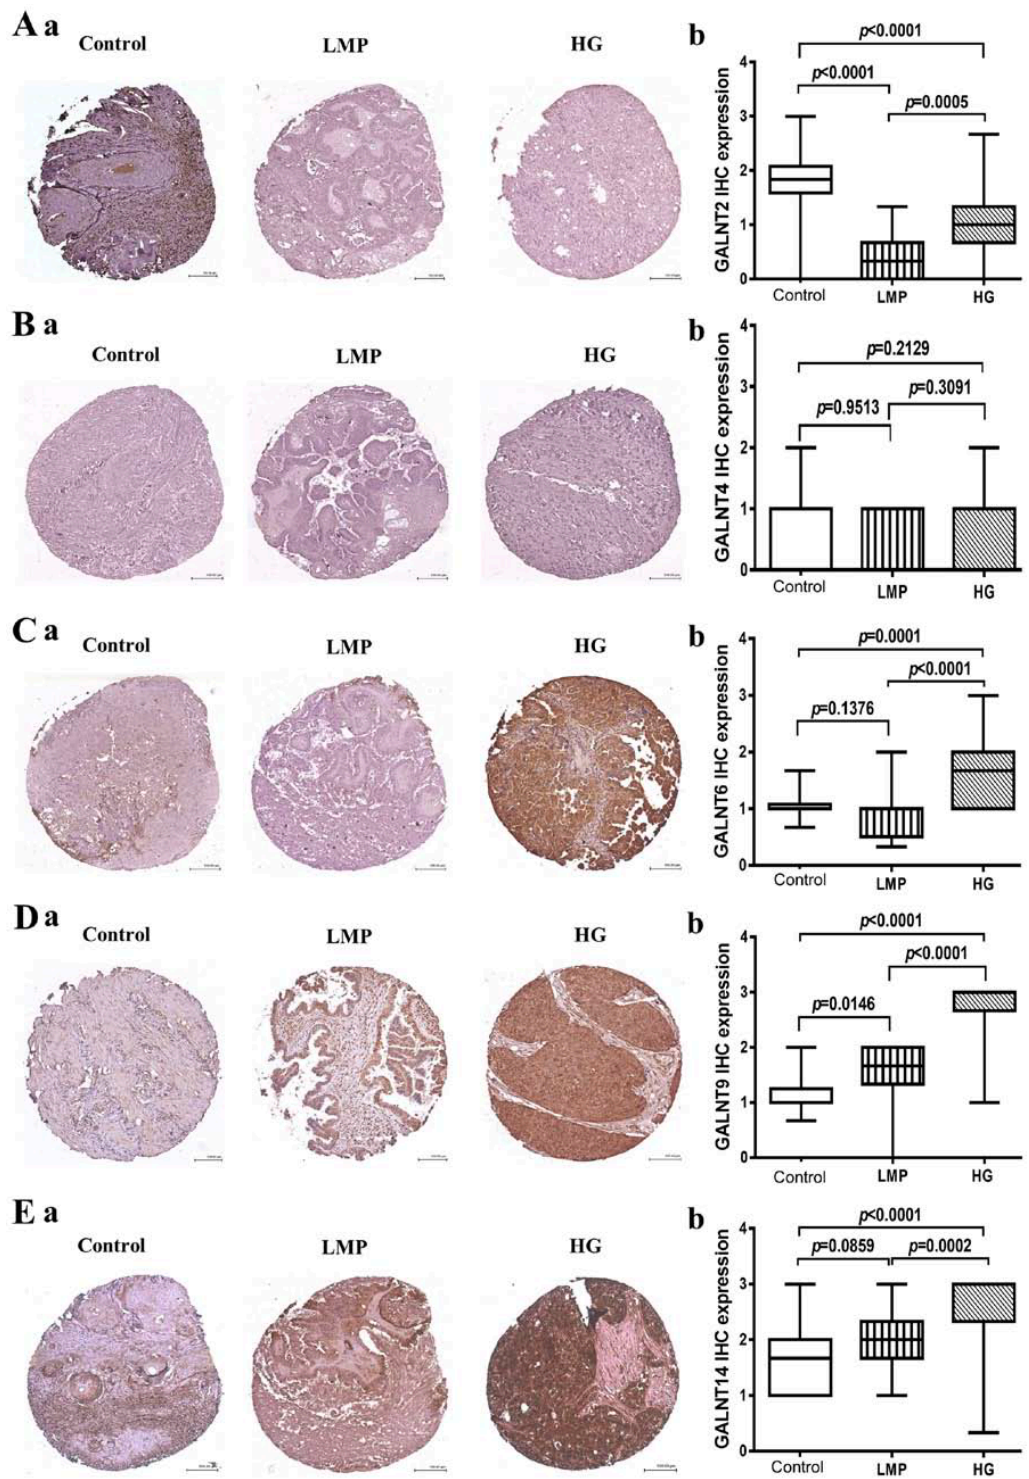 A a
Control
LMP
HG
b
p<0.0001
p<0.0001
p=0.0005
GALNT2 IHC expression
4
3
2
1
0
Control
LMP
HG
B a
Control
LMP
HG
b
p=0.2129
p=0.3091
p=0.9513
GALNT4 IHC expression
4
3
2
1
0
Control
LMP
HG
C a
Control
LMP
HG
b
p=0.0001
p<0.0001
p=0.1376
GALNT6 IHC expression
4
3
2
1
0
Control
LMP
HG
D a
Control
LMP
HG
b
p<0.0001
p<0.0001
p=0.0146
GALNT9 IHC expression
4
3
2
1
0
Control
LMP
HG
E a
Control
LMP
HG
b
p<0.0001
p=0.0859
p=0.0002
GALNT14 IHC expression
4
3
2
1
0
Control
LMP
HG